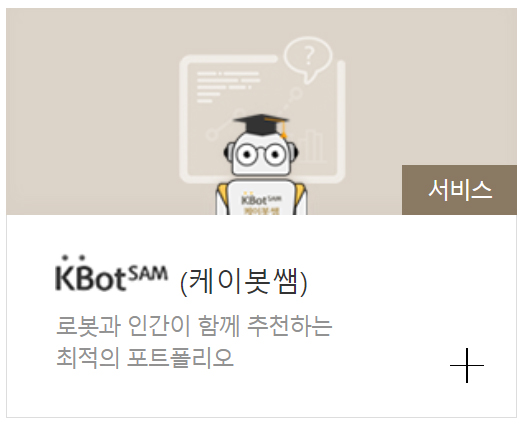 ?
KBot SAM
케이봇쌤
서비스
KBot SAM (케이봇쌤)
로봇과 인간이 함께 추천하는
최적의 포트폴리오